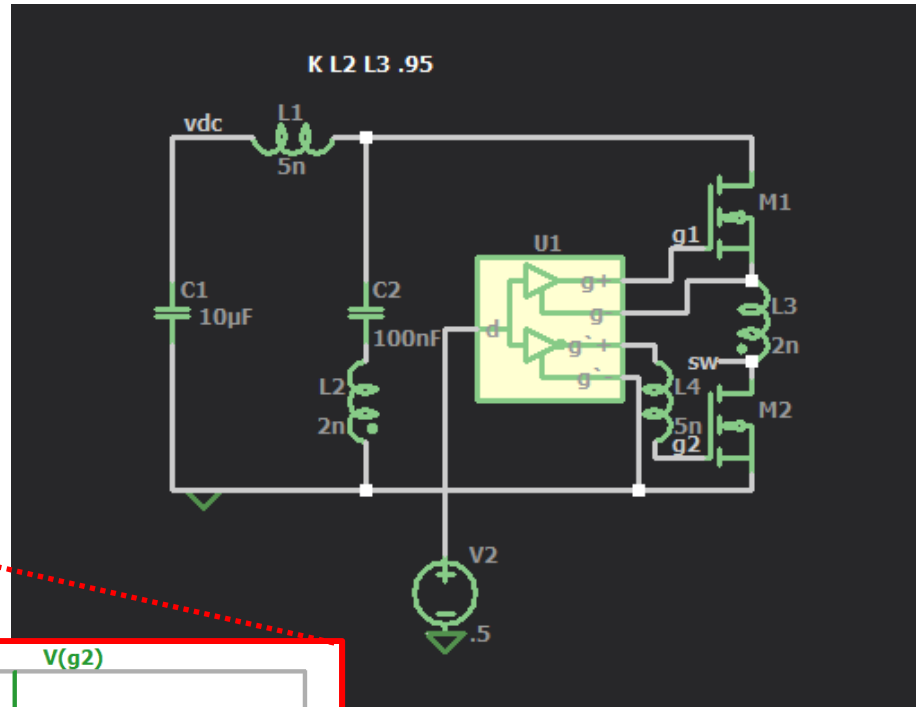 K L2 L3 .95
vdc
L1
5n
M1
g1
U1
g+
C1
10µF
C2
100nF
g-
L3
d
g`+
2n
sw
g`-
L2
2n
L4
5n
g2
M2
V2
.5
V(g2)